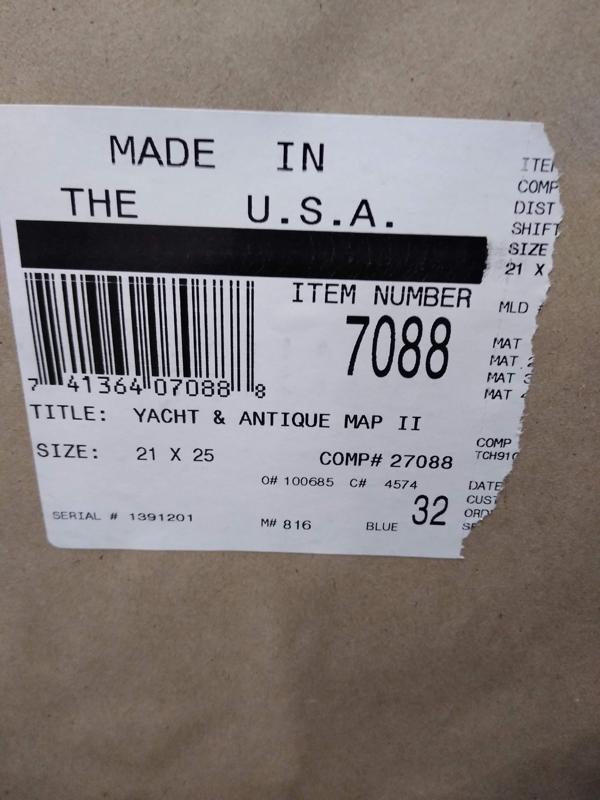 MADE IN
THE U.S.A.
ITEM NUMBER
7088
7 41364 07088 8
TITLE: YACHT & ANTIQUE MAP II
SIZE: 21 X 25
COMP# 27088
O# 100685 C# 4574
SERIAL # 1391201
M# 816 BLUE 32
COMP
DIST
SHIFT
SIZE
21 X
MLD
MAT
MAT
MAT
MAT
COMP
TCH91
DATE
CUST
ORD